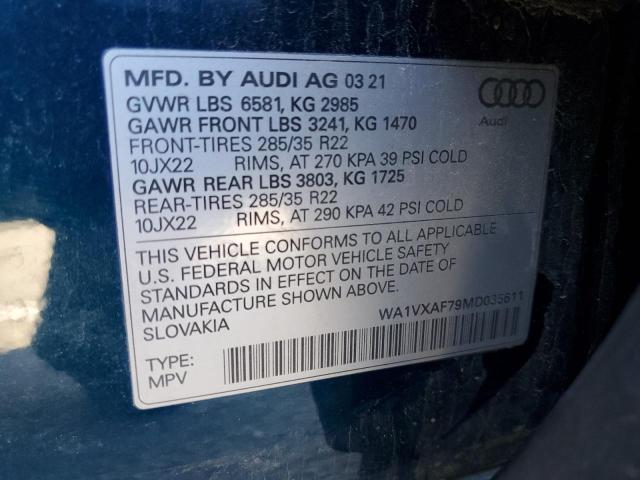 MFD. BY AUDI AG 03 21
GVWR LBS 6581, KG 2985
GAWR FRONT LBS 3241, KG 1470
FRONT-TIRES 285/35 R22
10JX22 RIMS, AT 270 KPA 39 PSI COLD
GAWR REAR LBS 3803, KG 1725
REAR-TIRES 285/35 R22
10JX22 RIMS, AT 290 KPA 42 PSI COLD
Audi
THIS VEHICLE CONFORMS TO ALL APPLICABLE
U.S. FEDERAL MOTOR VEHICLE SAFETY
STANDARDS IN EFFECT ON THE DATE OF
MANUFACTURE SHOWN ABOVE.
SLOVAKIA
WA1VXAF79MD035611
TYPE:
MPV